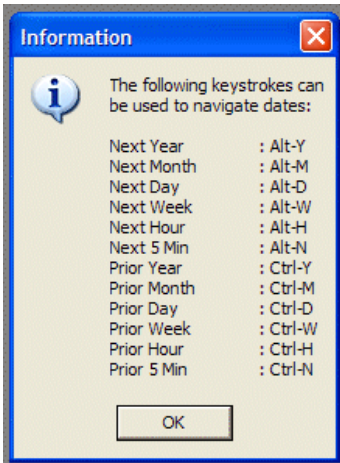 Information
The following keystrokes can
be used to navigate dates:
Next Year : Alt-Y
Next Month : Alt-M
Next Day : Alt-D
Next Week : Alt-W
Next Hour : Alt-H
Next 5 Min : Alt-N
Prior Year : Ctrl-Y
Prior Month : Ctrl-M
Prior Day : Ctrl-D
Prior Week : Ctrl-W
Prior Hour : Ctrl-H
Prior 5 Min : Ctrl-N
OK